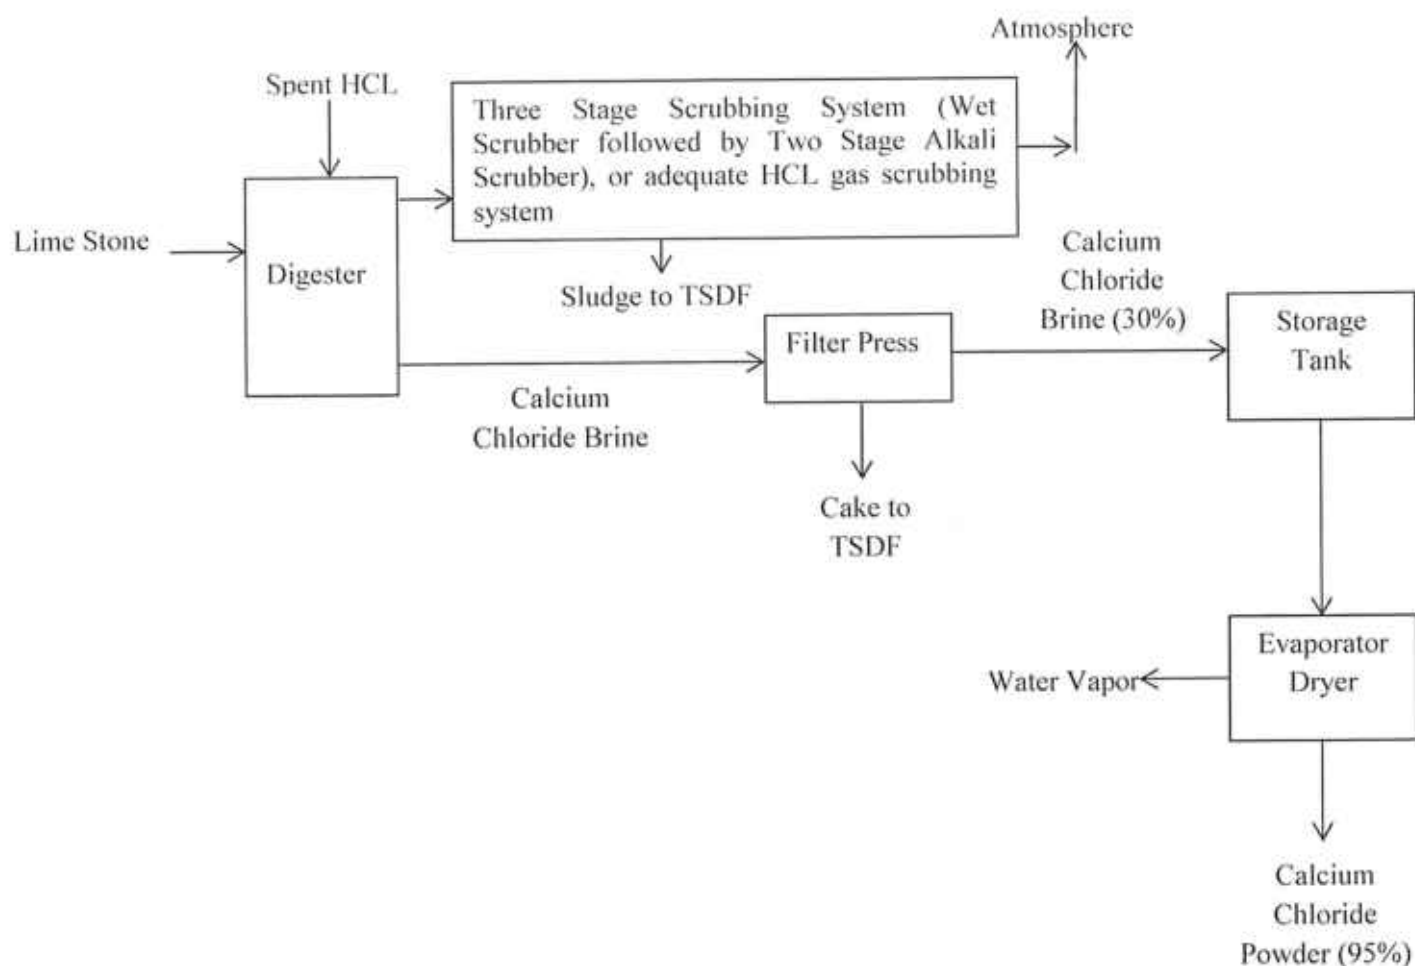 Atmosphere
Spent HCL
Three Stage Scrubbing System (Wet
Scrubber followed by Two Stage Alkali
Scrubber), or adequate HCL gas scrubbing
system
Lime Stone
Digester
Sludge to TSDF
Calcium
Chloride
Brine (30%)
Filter Press
Storage
Tank
Calcium
Chloride Brine
Cake to
TSDF
Evaporator
Dryer
Water Vapor
Calcium
Chloride
Powder (95%)